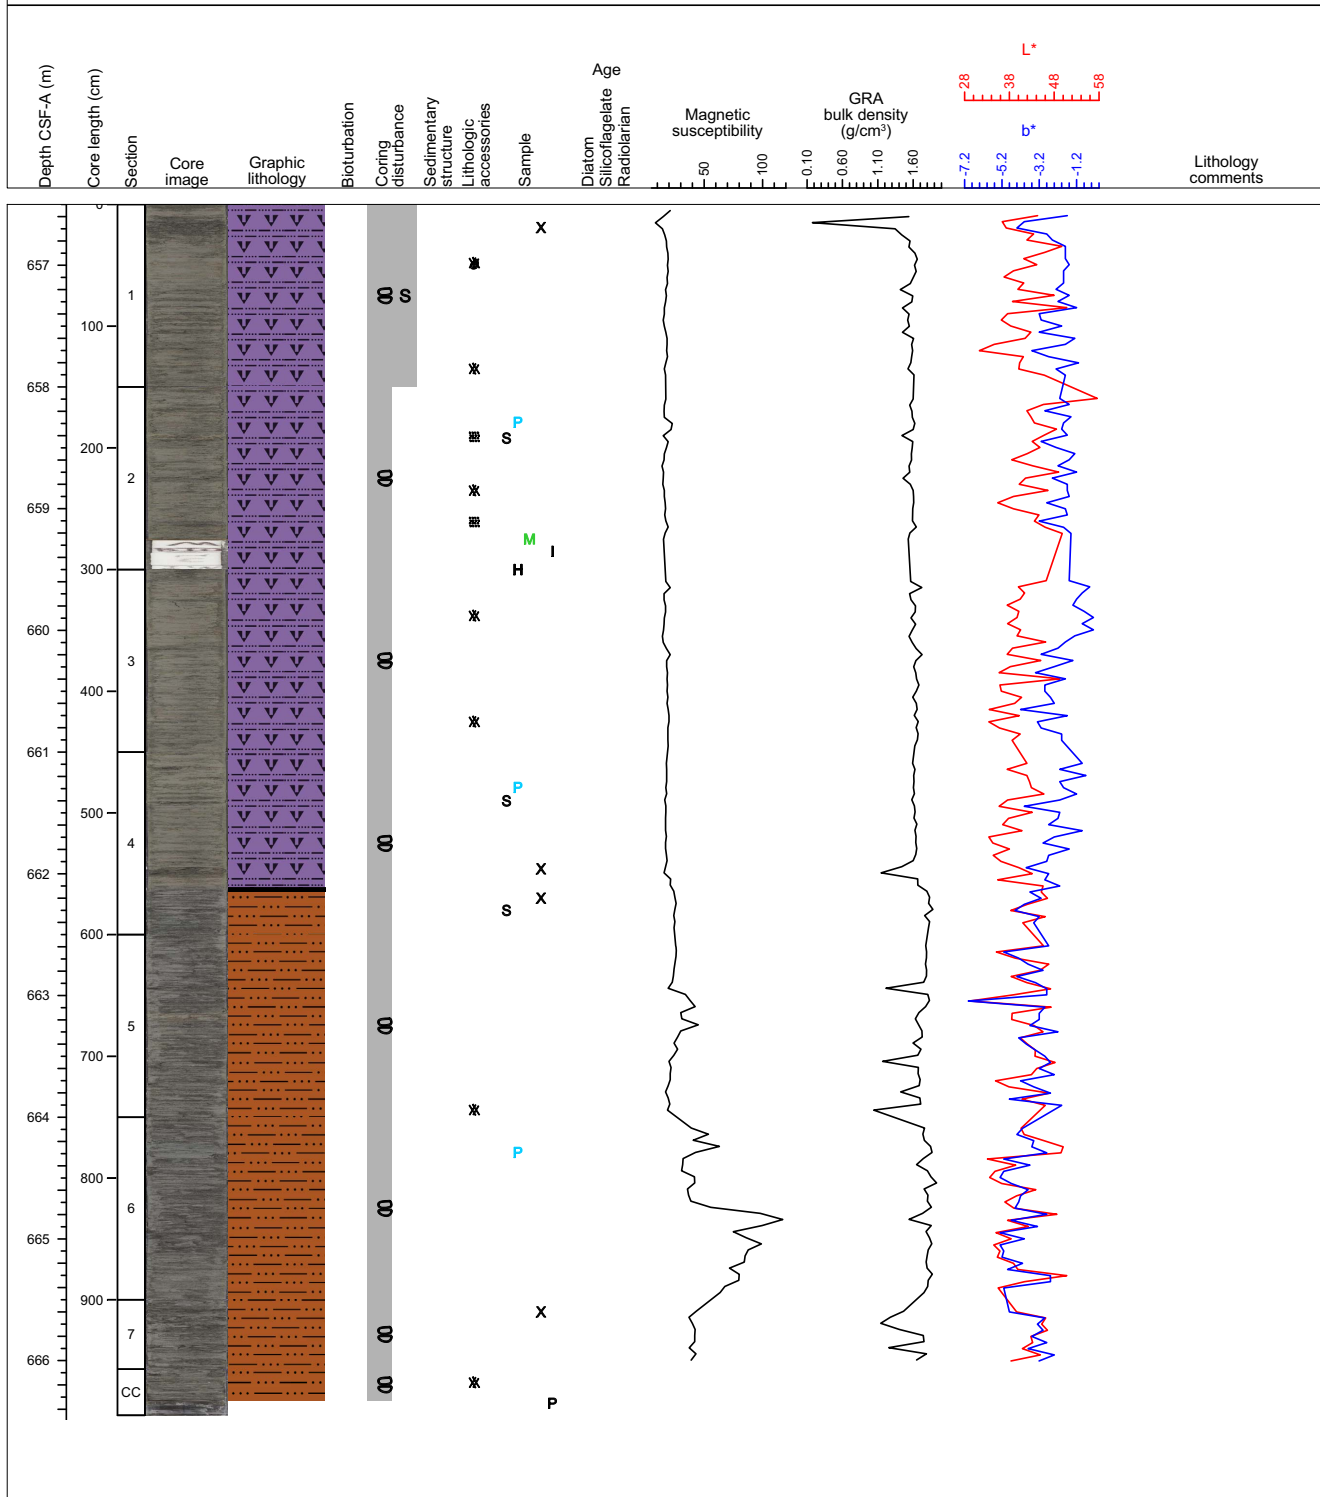 Depth CSF-A (m)
Core length (cm)
Section
Core
image
Graphic
lithology
Bioturbation
Coring
disturbance
Sedimentary
structure
Lithologic
accessories
Sample
Age
Diatom
Silicoflagelate
Radiolarian
Magnetic
susceptibility
50 100
GRA
bulk density
(g/cm³)
0.10 0.60 1.10 1.60
L*
28 38 48 58
b*
-7.2 -5.2 -3.2 -1.2
Lithology
comments
0
X
657
1 S
100
658
P
S
200
2
659
M
I
300 H
660
3
400
661
P
S
500
4
662 X
X
S
600
663
5
700
664
P
800
6
665
900 X
7
666
CC
P